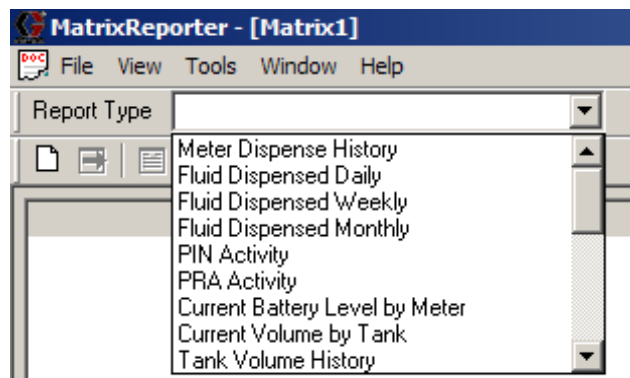 MatrixReporter - [Matrix1]
DOC File View Tools Window Help
Report Type
Meter Dispense History
Fluid Dispensed Daily
Fluid Dispensed Weekly
Fluid Dispensed Monthly
PIN Activity
PRA Activity
Current Battery Level by Meter
Current Volume by Tank
Tank Volume History